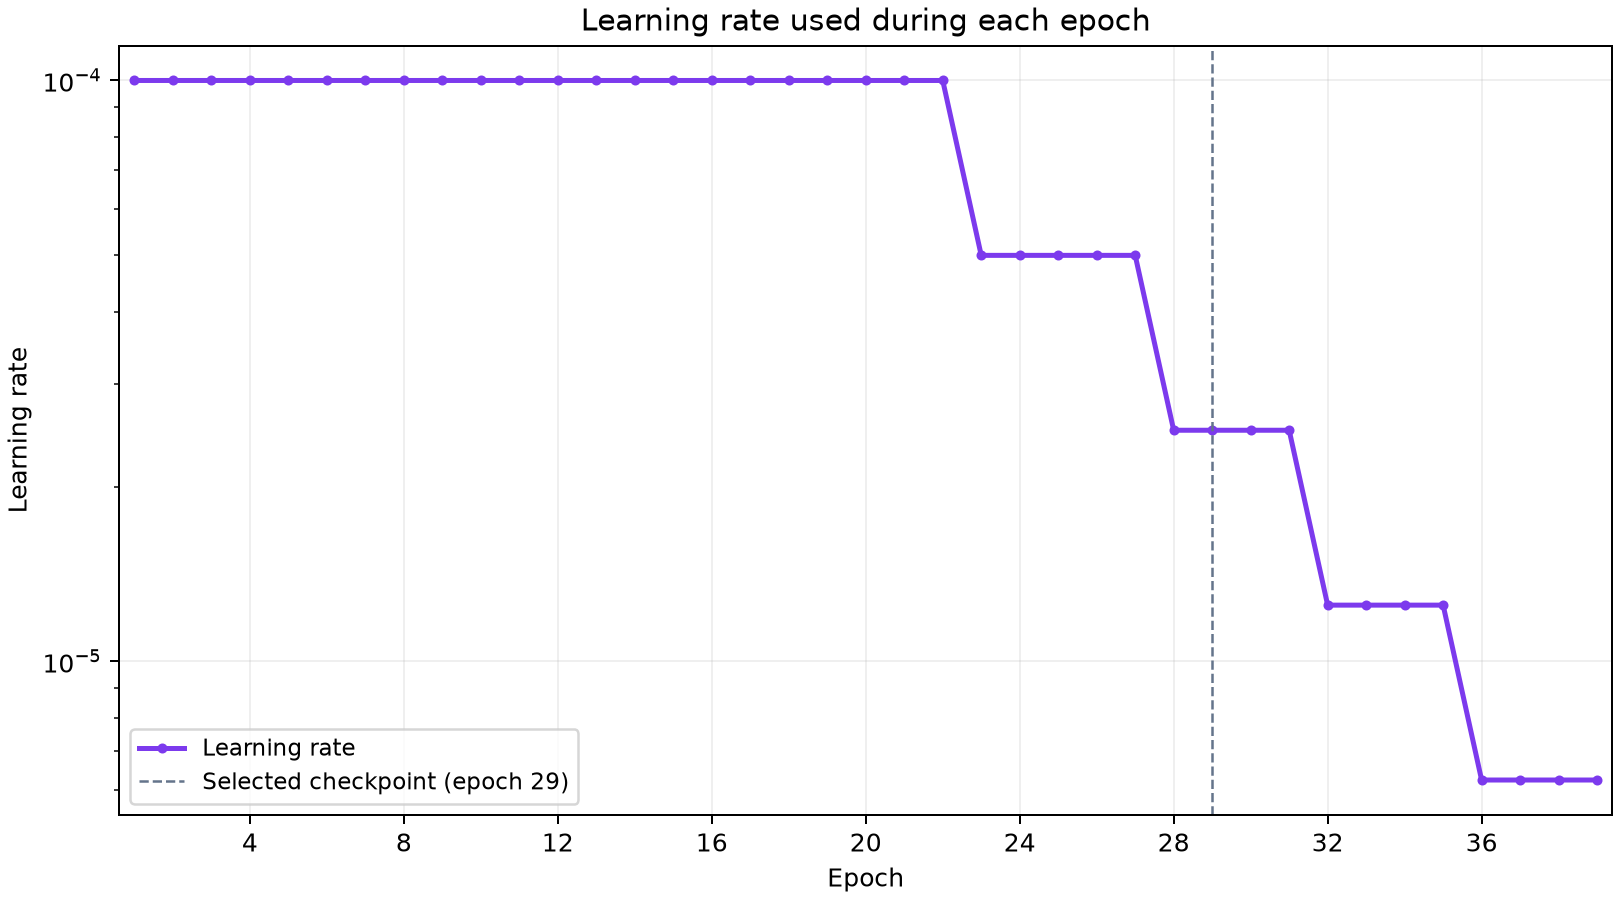 Learning rate used during each epoch
Learning rate
10⁻⁴
10⁻⁵
Learning rate
Selected checkpoint (epoch 29)
4 8 12 16 20 24 28 32 36
Epoch